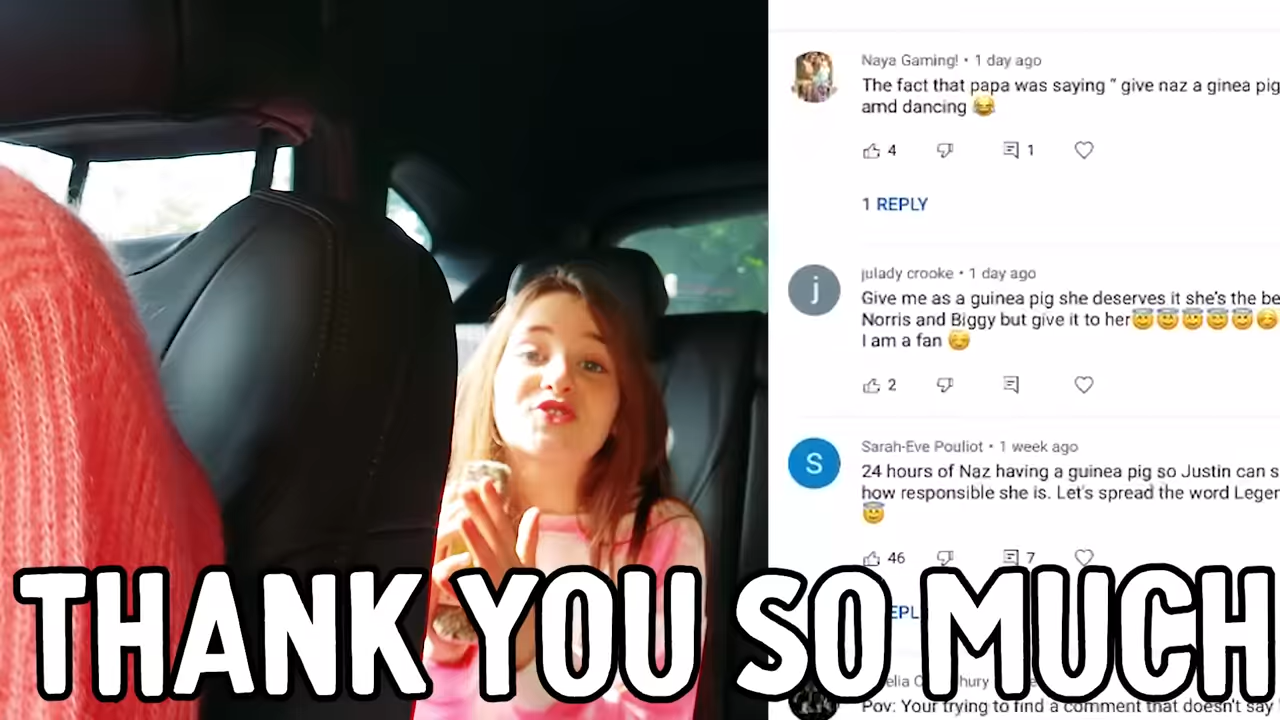 Naya Gaming! • 1 day ago
The fact that papa was saying " give naz a ginea pig
amd dancing 😂
4
1
1 REPLY
j
julady crooke • 1 day ago
Give me as a guinea pig she deserves it she's the be
Norris and Biggy but give it to her😇😇😇😇😇😊
I am a fan 😏
2
S
Sarah-Eve Pouliot • 1 week ago
24 hours of Naz having a guinea pig so Justin can s
how responsible she is. Let's spread the word Leger
😇
46
7
THANK YOU SO MUCH
Pov: Your trying to find a comment that doesn't say